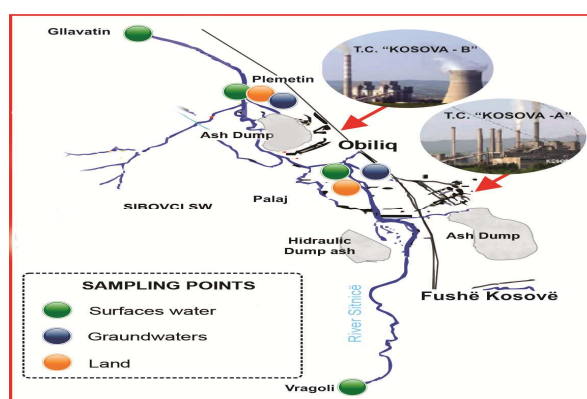 Gllavatin
T.C. "KOSOVA - B"
Plemetin
T.C. "KOSOVA -A"
Ash Dump
Obiliq
Palaj
SIBOVCI SW
Hidraulic
Dump ash
Ash Dump
Fushë Kosovë
River Sitnicë
Vragoli
SAMPLING POINTS
Surfaces water
Graundwaters
Land